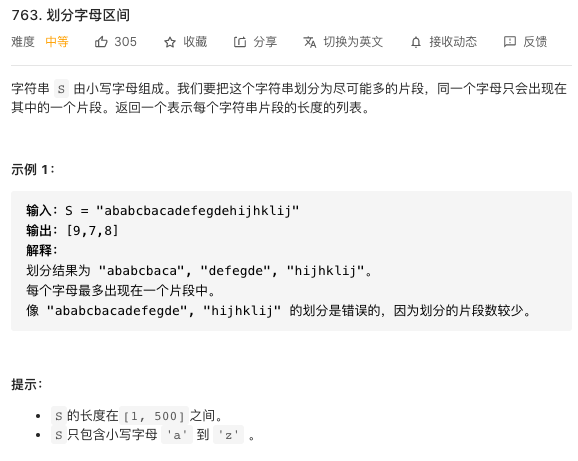 763. 划分字母区间
难度 中等 305 收藏 分享 切换为英文 接收动态 反馈
字符串 S 由小写字母组成。我们要把这个字符串划分为尽可能多的片段，同一个字母只会出现在
其中的一个片段。返回一个表示每个字符串片段的长度的列表。
示例 1：
输入：S = "ababcbacadefegdehijhklij"
输出：[9,7,8]
解释：
划分结果为 "ababcbaca", "defegde", "hijhklij"。
每个字母最多出现在一个片段中。
像 "ababcbacadefegde", "hijhklij" 的划分是错误的，因为划分的片段数较少。
提示：
• S 的长度在 [1, 500] 之间。
• S 只包含小写字母 'a' 到 'z' 。